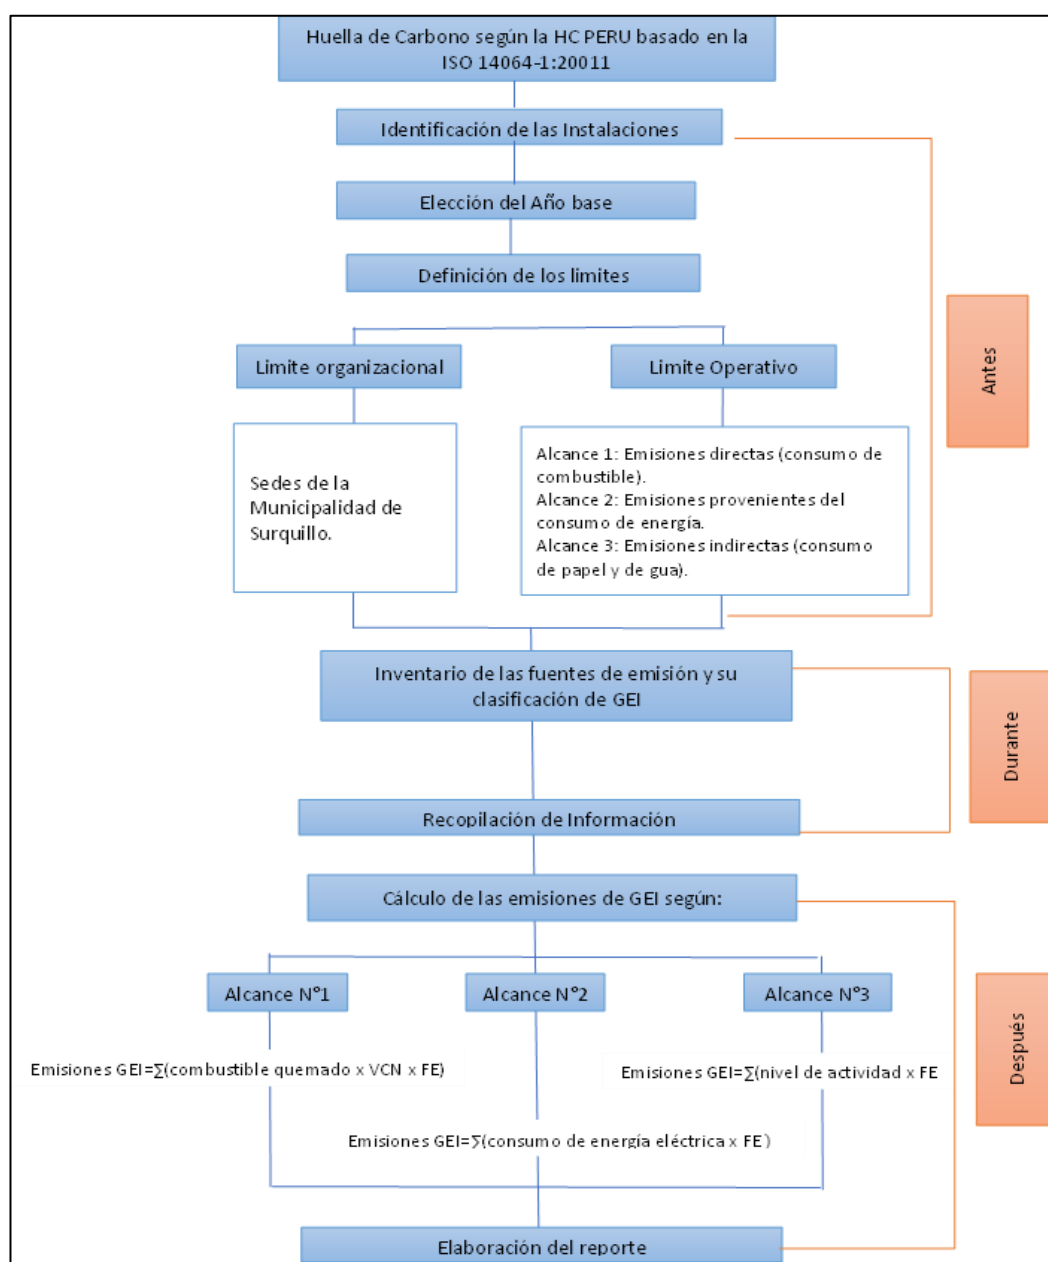 Huella de Carbono según la HC PERU basado en la
ISO 14064-1:20011
Identificación de las Instalaciones
Elección del Año base
Definición de los limites
Limite organizacional
Limite Operativo
Sedes de la
Municipalidad de
Surquillo.
Alcance 1: Emisiones directas (consumo de
combustible).
Alcance 2: Emisiones provenientes del
consumo de energía.
Alcance 3: Emisiones indirectas (consumo
de papel y de gua).
Antes
Inventario de las fuentes de emisión y su
clasificación de GEI
Recopilación de Información
Durante
Cálculo de las emisiones de GEI según:
Alcance N°1
Alcance N°2
Alcance N°3
Emisiones GEI=∑(combustible quemado x VCN x FE)
Emisiones GEI=∑(nivel de actividad x FE
Emisiones GEI=∑(consumo de energía eléctrica x FE)
Después
Elaboración del reporte